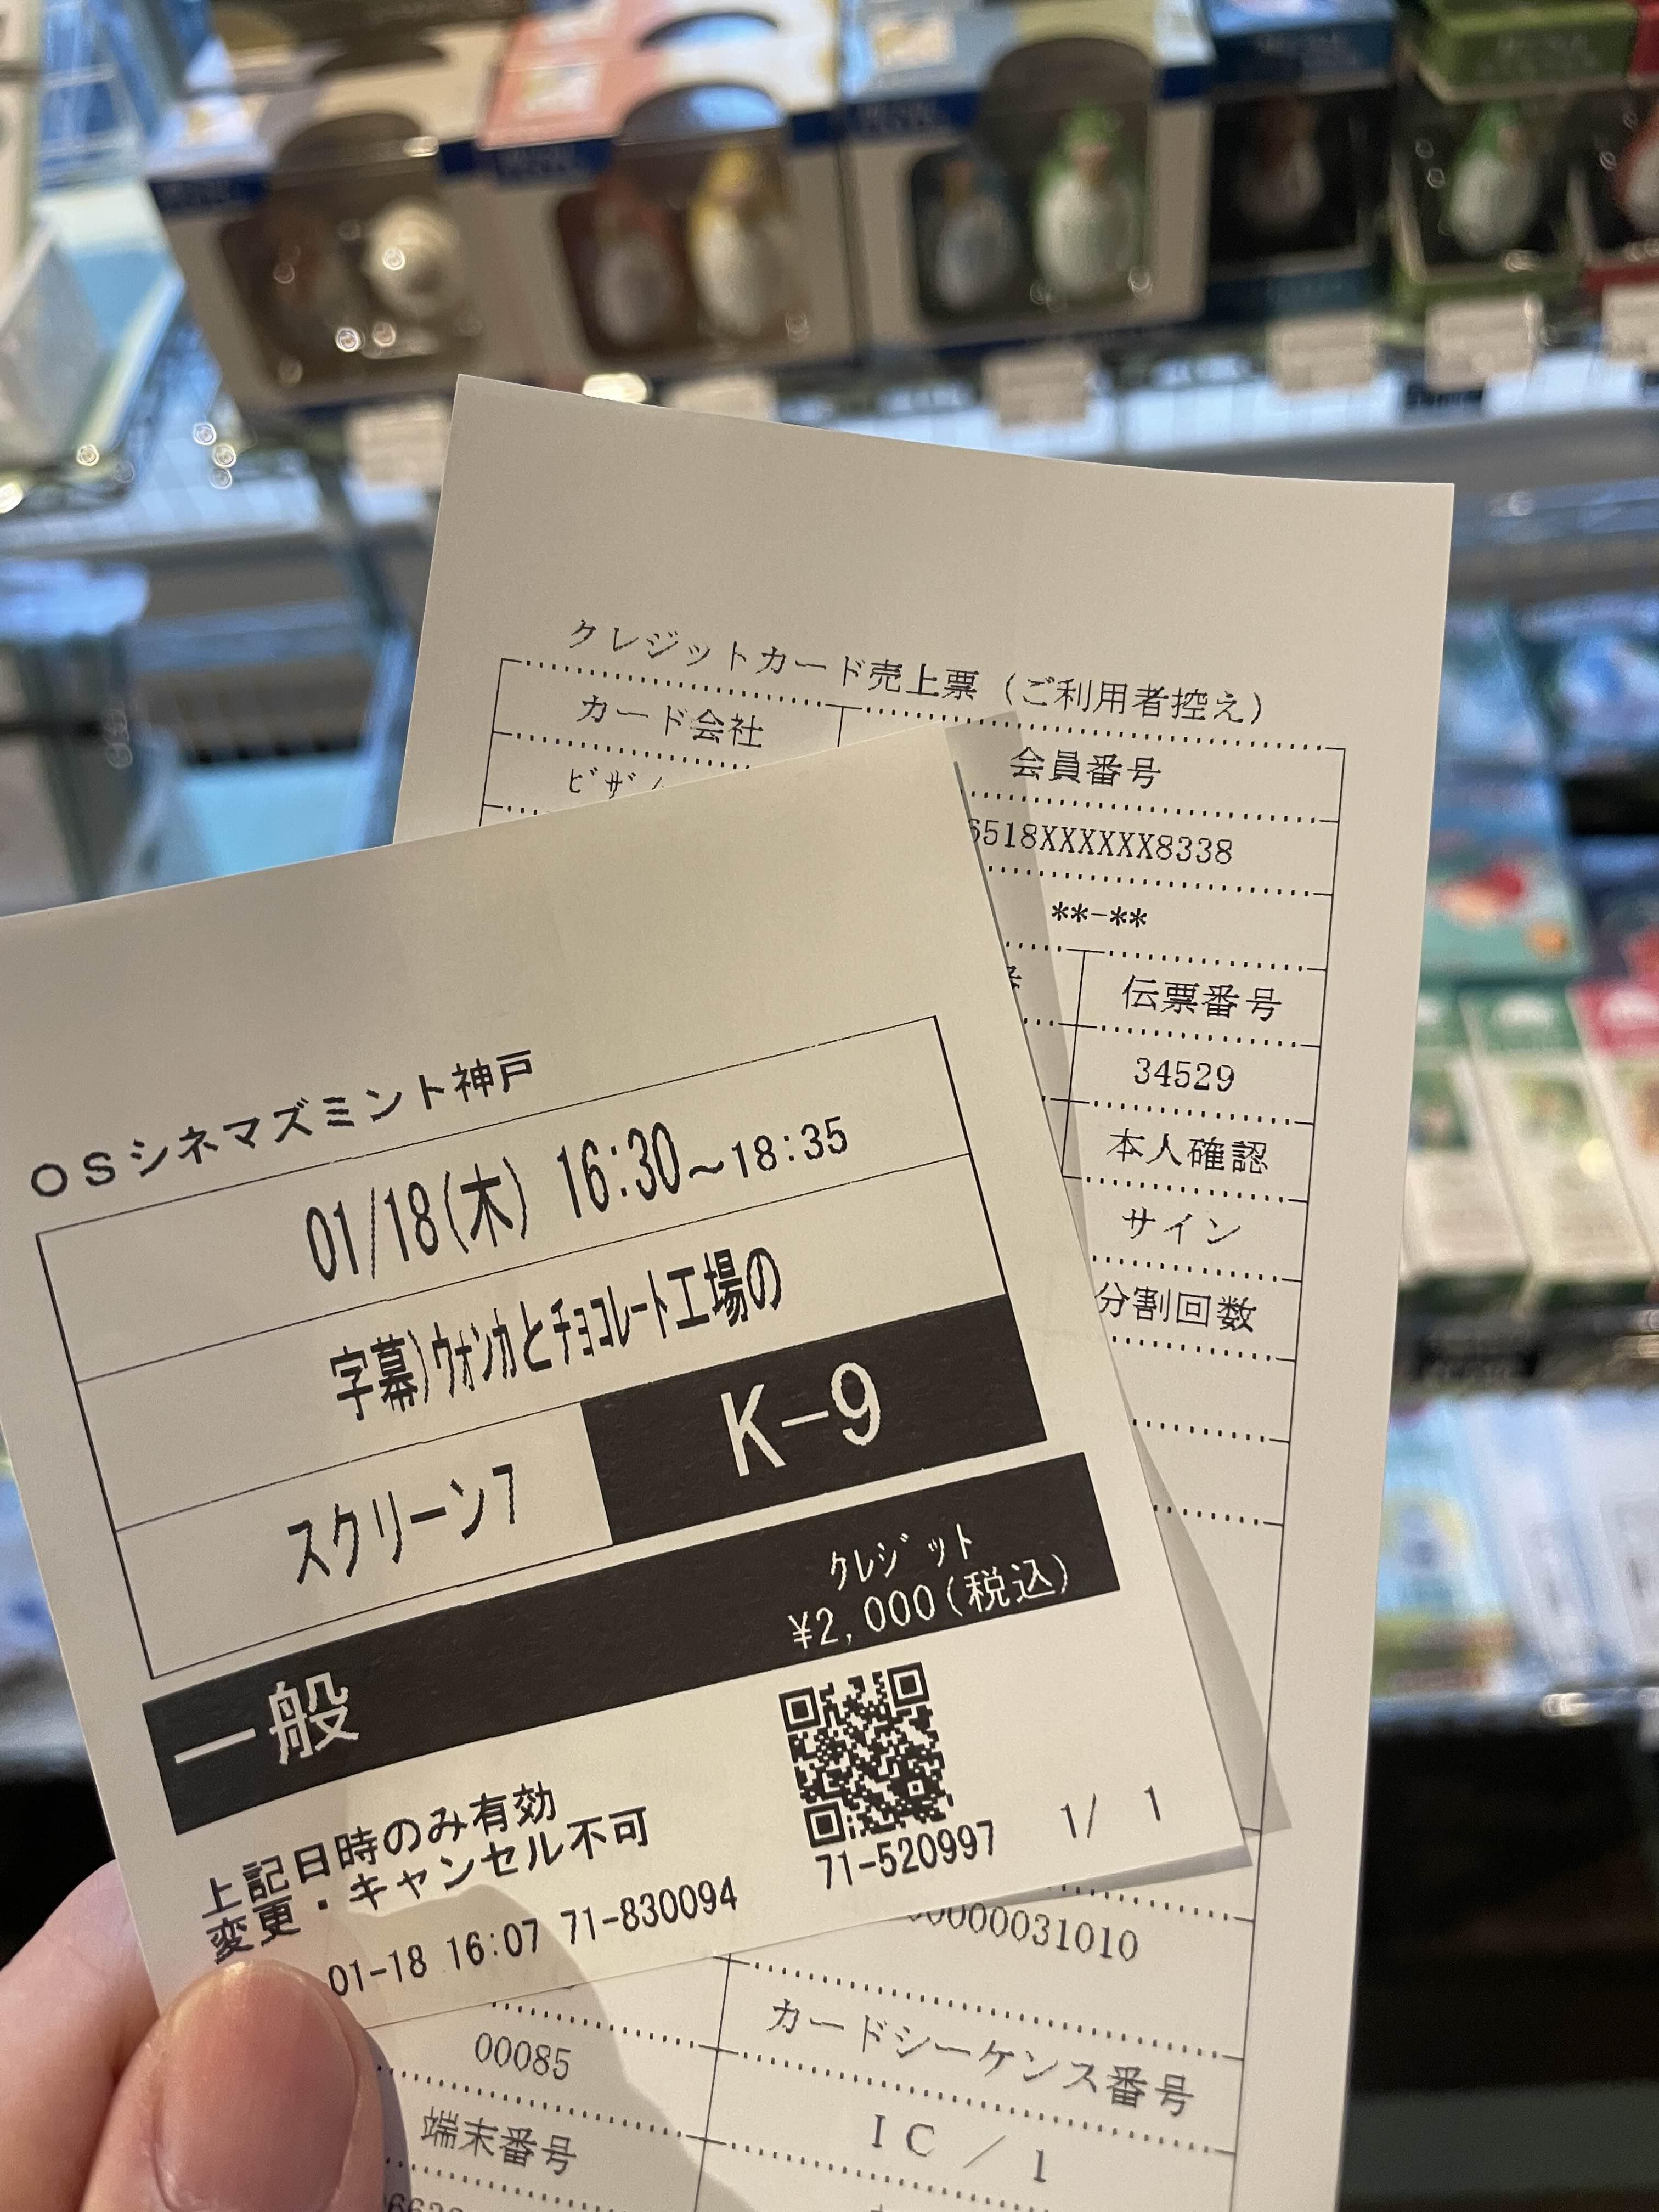 クレジットカード売上票 (ご利用者控え)
カード会社
会員番号
ビザ
6518XXXXXX8338
**-**
伝票番号
34529
本人確認
サイン
分割回数
OSシネマズミント神戸
01/18(木) 16:30～18:35
字幕)ウォンカとチョコレート工場の
スクリーン7
K-9
クレジット
一般
¥2,000(税込)
上記日時のみ有効
変更・キャンセル不可
71-520997
1/ 1
01-18 16:07 71-830094
00000031010
カードシーケンス番号
00085
IC / 1
端末番号